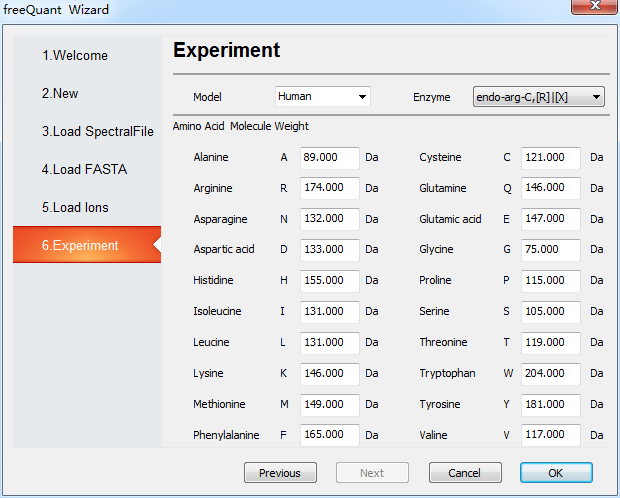 freeQuant Wizard
1.Welcome
2.New
3.Load SpectralFile
4.Load FASTA
5.Load Ions
6.Experiment
Experiment
Model Human Enzyme endo-arg-C,[R]|[X]
Amino Acid Molecule Weight
Alanine A 89.000 Da Cysteine C 121.000 Da
Arginine R 174.000 Da Glutamine Q 146.000 Da
Asparagine N 132.000 Da Glutamic acid E 147.000 Da
Aspartic acid D 133.000 Da Glycine G 75.000 Da
Histidine H 155.000 Da Proline P 115.000 Da
Isoleucine I 131.000 Da Serine S 105.000 Da
Leucine L 131.000 Da Threonine T 119.000 Da
Lysine K 146.000 Da Tryptophan W 204.000 Da
Methionine M 149.000 Da Tyrosine Y 181.000 Da
Phenylalanine F 165.000 Da Valine V 117.000 Da
Previous Next Cancel OK